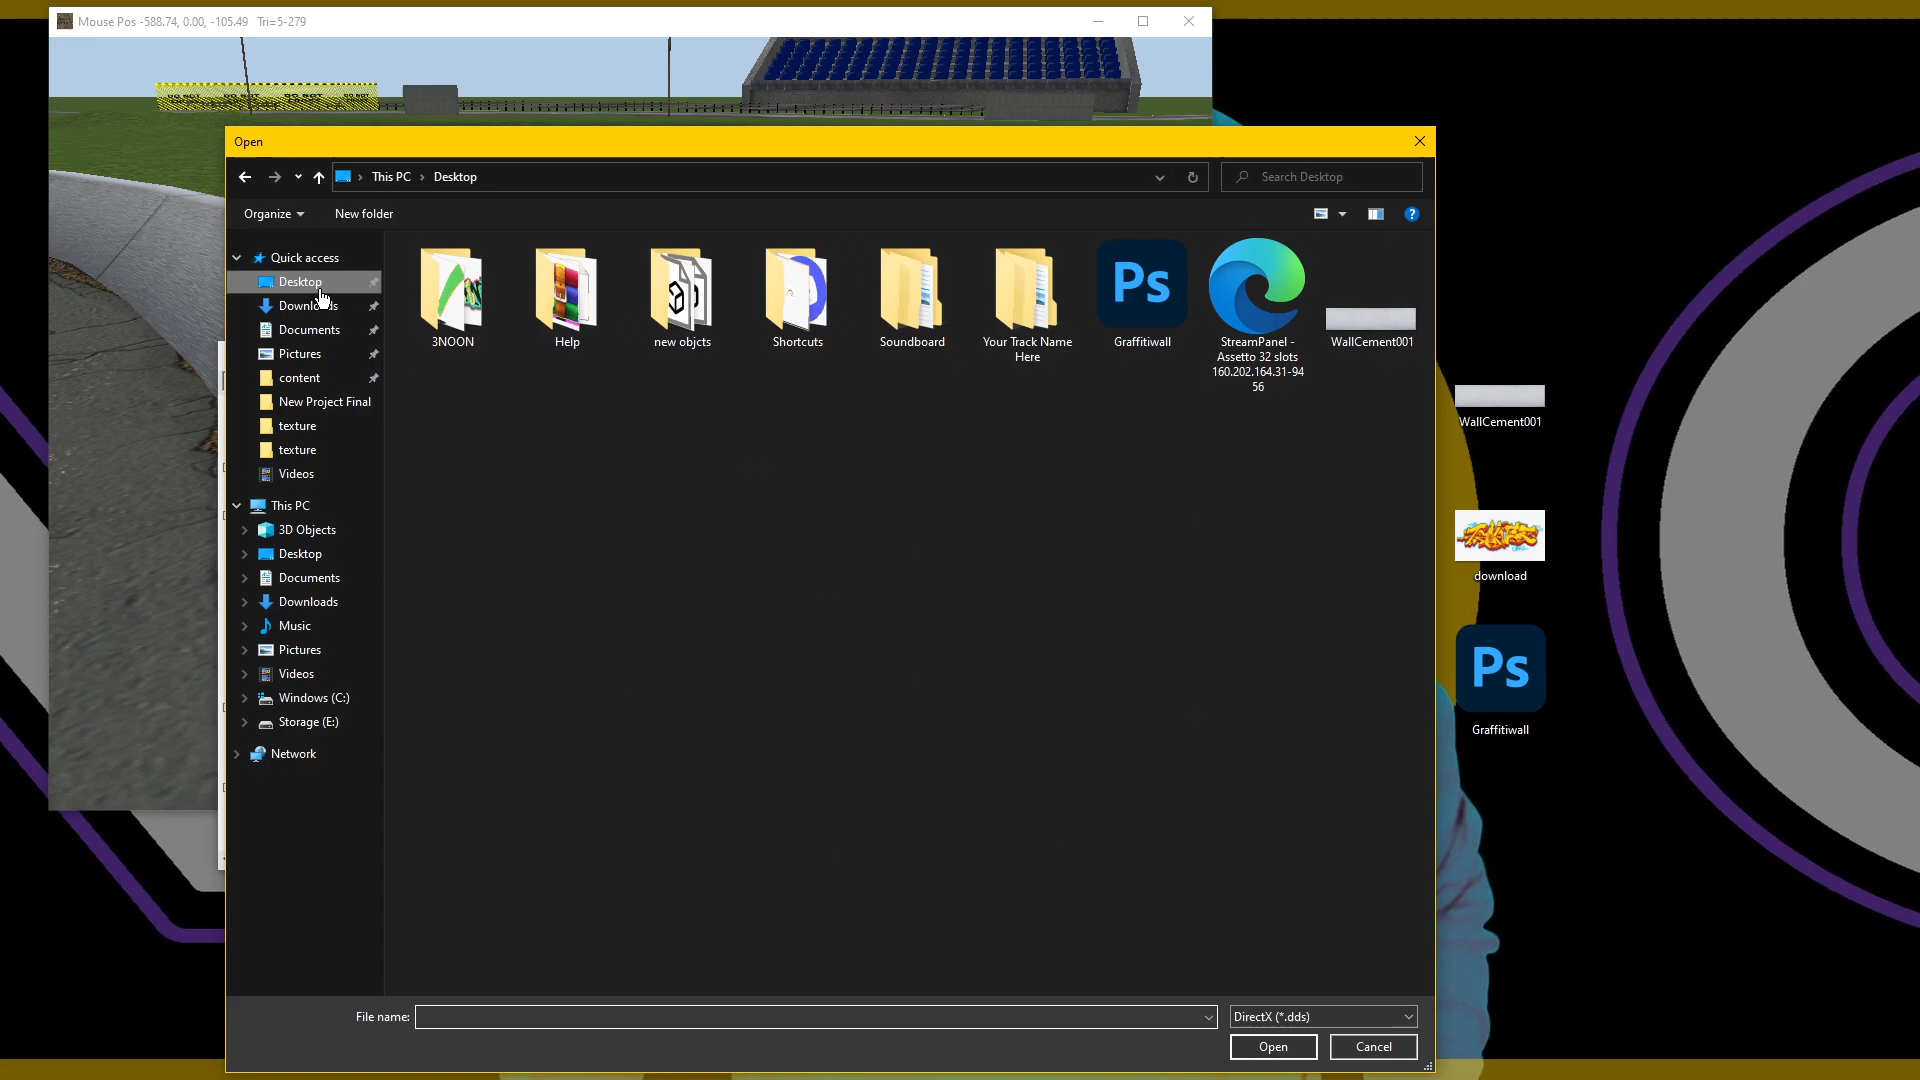 Mouse Pos -588.74, 0.00, -105.49 Tri=5-279
Open
This PC
Desktop
Search Desktop
Organize
New folder
Quick access
Desktop
Downloads
Documents
Pictures
content
New Project Final
texture
texture
Videos
This PC
3D Objects
Desktop
Documents
Downloads
Music
Pictures
Videos
Windows (C:)
Storage (E:)
Network
3NOON
Help
new objcts
Shortcuts
Soundboard
Your Track Name
Here
Ps
Graffitiwall
StreamPanel -
Assetto 32 slots
160.202.164.31-94
56
WallCement001
WallCement001
download
Ps
Graffitiwall
File name:
DirectX (*.dds)
Open
Cancel